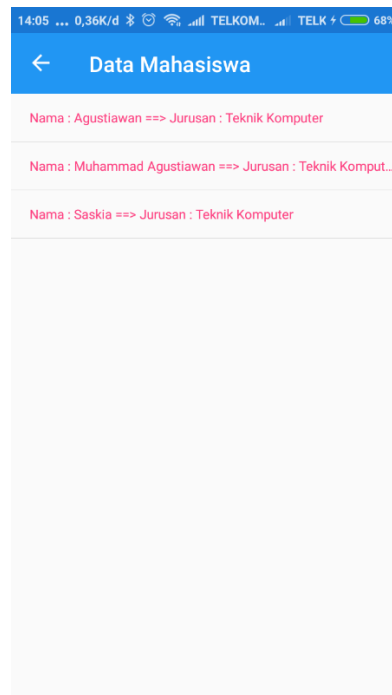 14:05 ... 0,36K/d TELKOM.. TELK 68%
Data Mahasiswa
Nama : Agustiawan ==> Jurusan : Teknik Komputer
Nama : Muhammad Agustiawan ==> Jurusan : Teknik Komput...
Nama : Saskia ==> Jurusan : Teknik Komputer